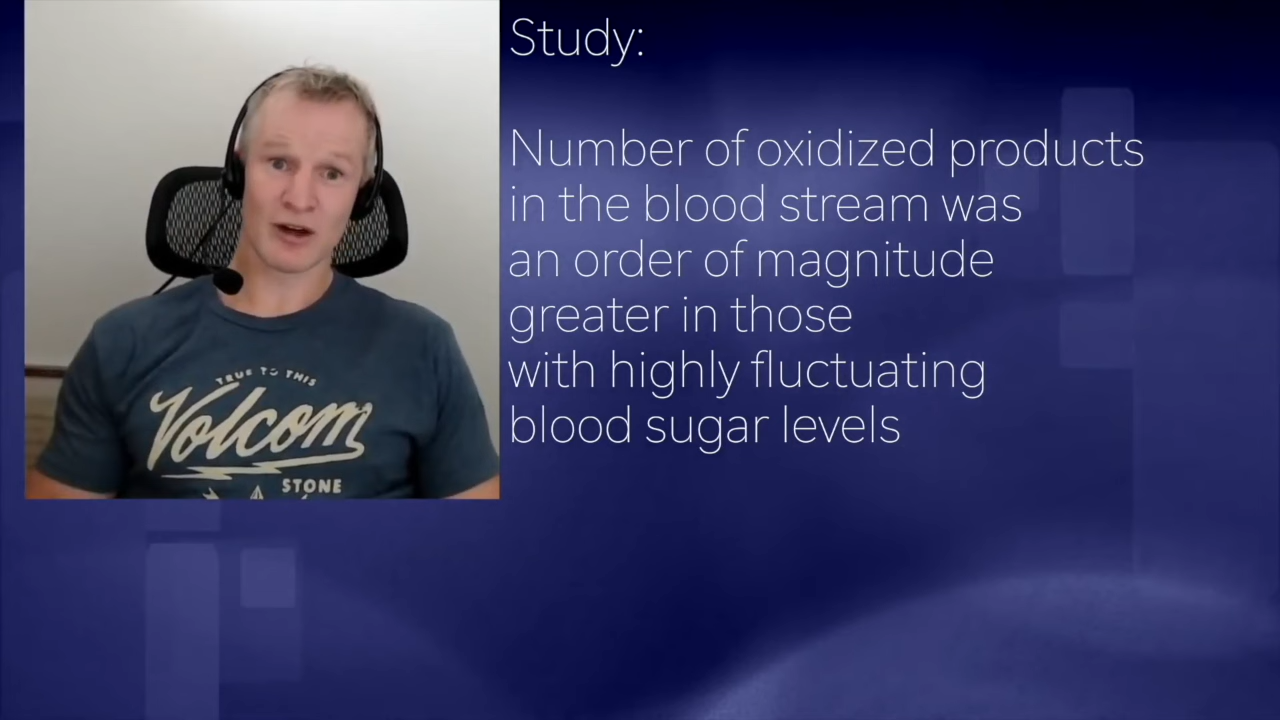 Study:
Number of oxidized products
in the blood stream was
an order of magnitude
greater in those
with highly fluctuating
blood sugar levels
TRUE TO THIS
Volcom
STONE